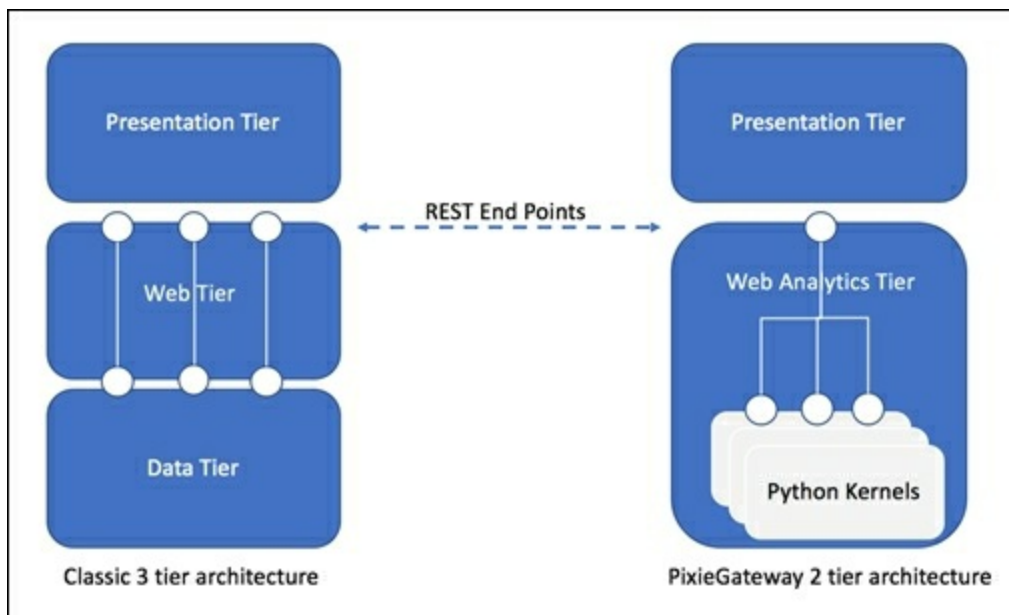 Presentation Tier
Presentation Tier
REST End Points
Web Tier
Web Analytics Tier
Data Tier
Python Kernels
Classic 3 tier architecture
PixieGateway 2 tier architecture